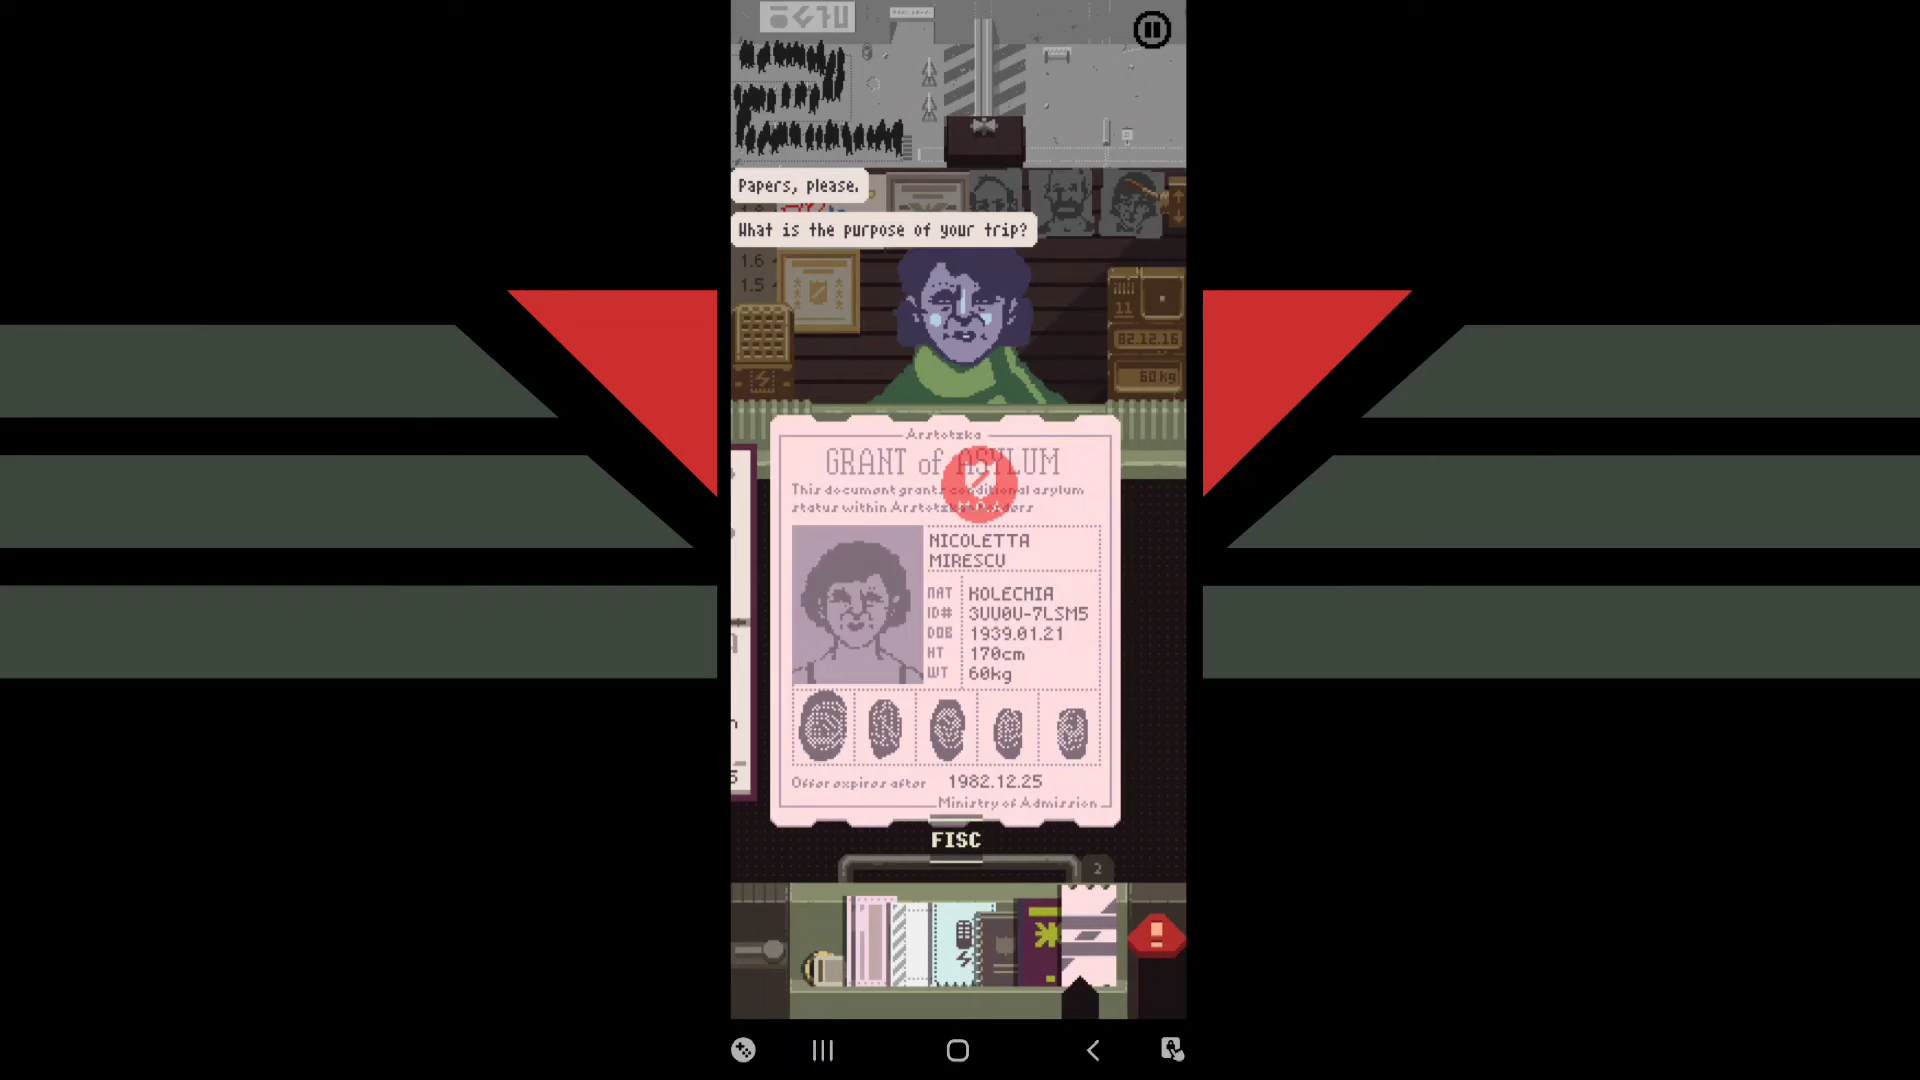 Papers, please.
What is the purpose of your trip?
1.6
1.5
11
82.12.16
60kg
Arstotzka
GRANT of ASYLUM
This document grants conditional asylum
status within Arstotzkan borders
NICOLETTA
MIRESCU
NAT KOLECHIA
ID# 3UU0U-7LSM5
DOB 1939.01.21
HT 170cm
WT 60kg
Offer expires after 1982.12.25
Ministry of Admission
FISC
2